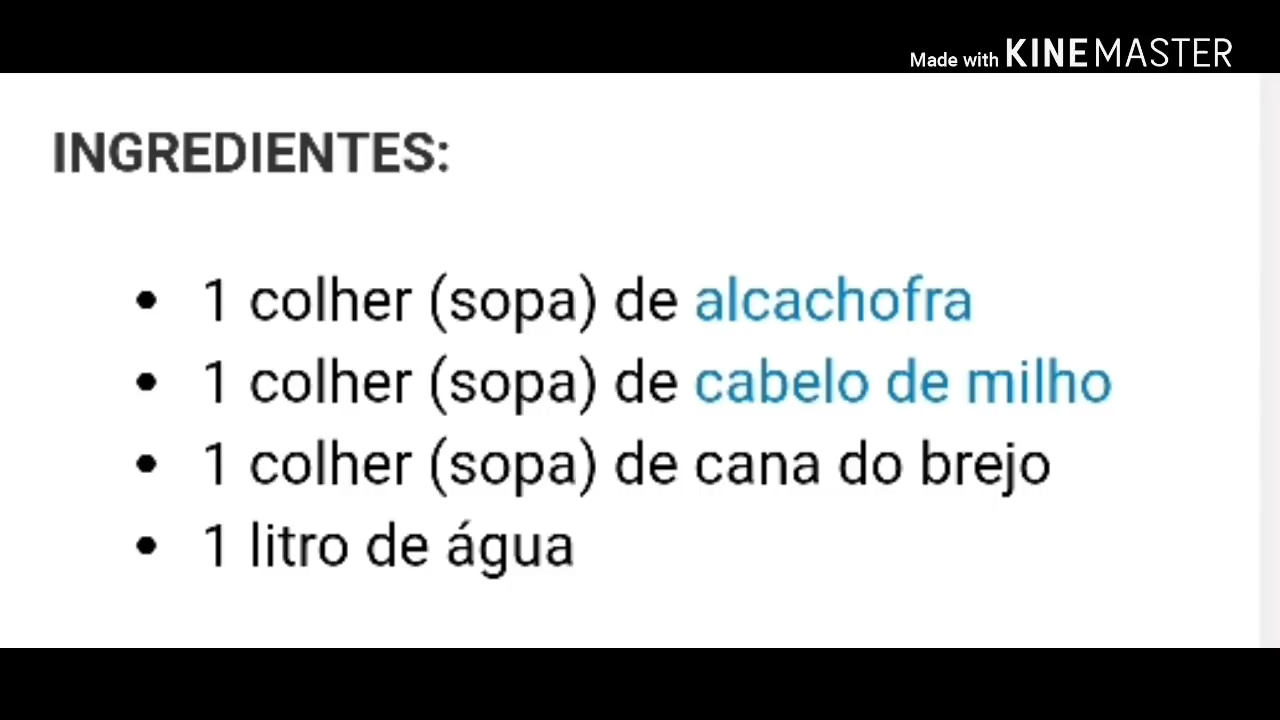 Made with KINEMASTER
INGREDIENTES:
• 1 colher (sopa) de alcachofra
• 1 colher (sopa) de cabelo de milho
• 1 colher (sopa) de cana do brejo
• 1 litro de água